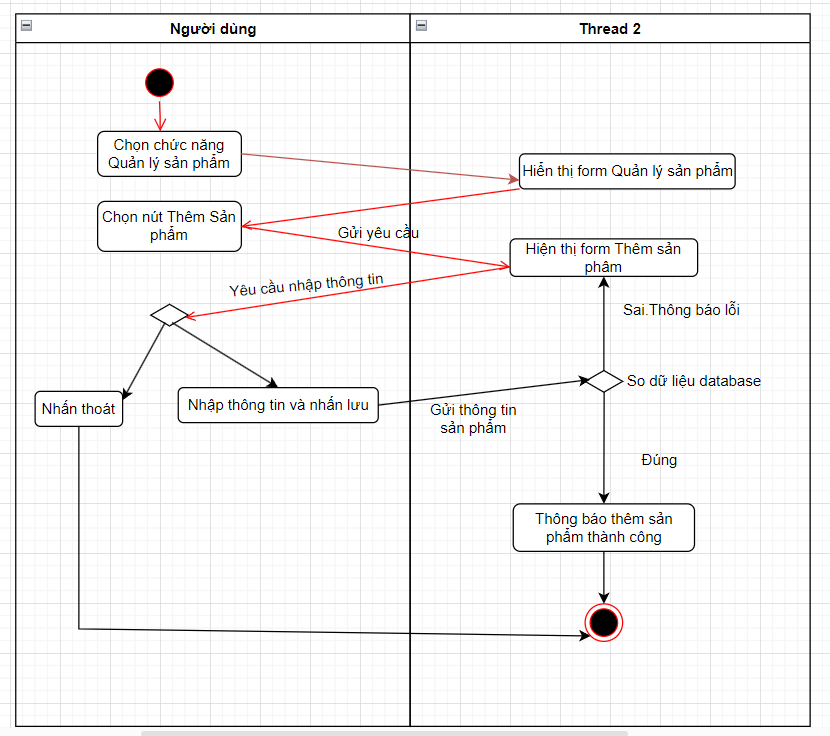 Người dùng
Thread 2
Chọn chức năng
Quản lý sản phẩm
Hiển thị form Quản lý sản phẩm
Chọn nút Thêm Sản
phẩm
Gửi yêu cầu
Hiện thị form Thêm sản
phâm
Yêu cầu nhập thông tin
Sai.Thông báo lỗi
So dữ liệu database
Nhấn thoát
Nhập thông tin và nhấn lưu
Gửi thông tin
sản phẩm
Đúng
Thông báo thêm sản
phẩm thành công